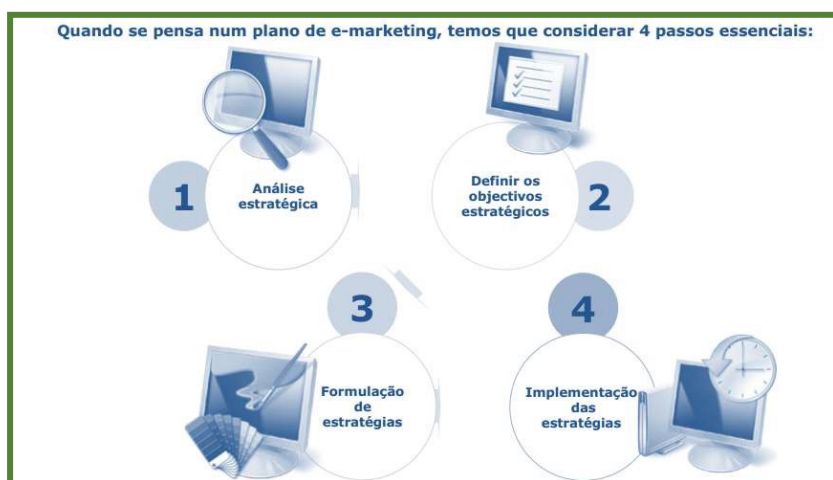 Quando se pensa num plano de e-marketing, temos que considerar 4 passos essenciais:
1
Análise
estratégica
Definir os
objectivos
estratégicos
2
3
Formulação
de
estratégias
4
Implementação
das
estratégias